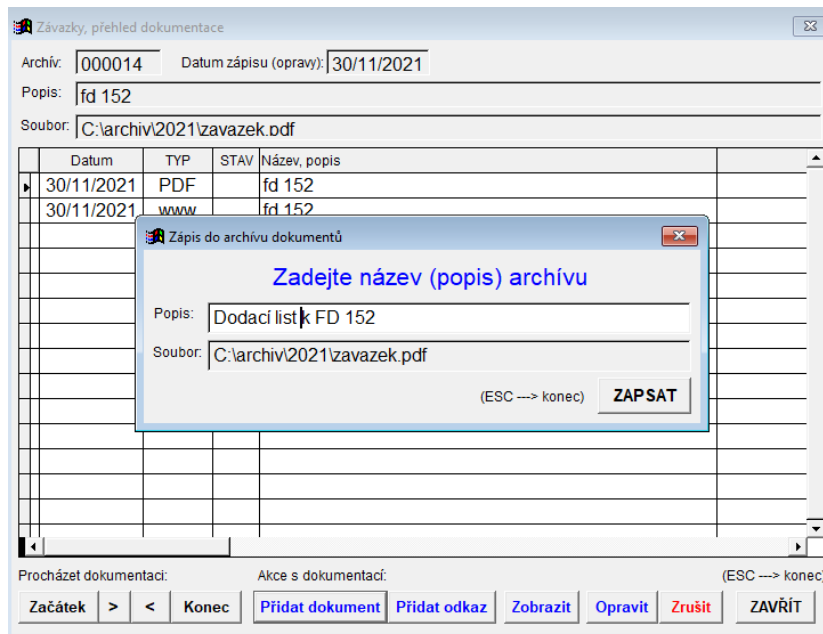 Závazky, přehled dokumentace
Archív: 000014 Datum zápisu (opravy): 30/11/2021
Popis: fd 152
Soubor: C:\archiv\2021\zavazek.pdf
Datum TYP STAV Název, popis
30/11/2021 PDF fd 152
30/11/2021 www fd 152
Zápis do archívu dokumentů
Zadejte název (popis) archívu
Popis: Dodací list k FD 152
Soubor: C:\archiv\2021\zavazek.pdf
(ESC ---> konec) ZAPSAT
Procházet dokumentaci: Akce s dokumentací: (ESC ---> konec)
Začátek > < Konec Přidat dokument Přidat odkaz Zobrazit Opravit Zrušit ZAVŘÍT